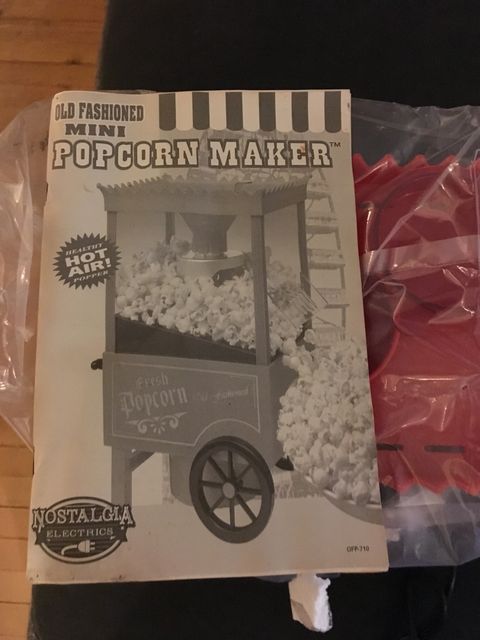 OLD FASHIONED
MINI
POPCORN MAKER™
HEALTHY
HOT
AIR!
POPPER
Fresh
Popcorn
Old Fashioned
NOSTALGIA
ELECTRICS
OFP-710